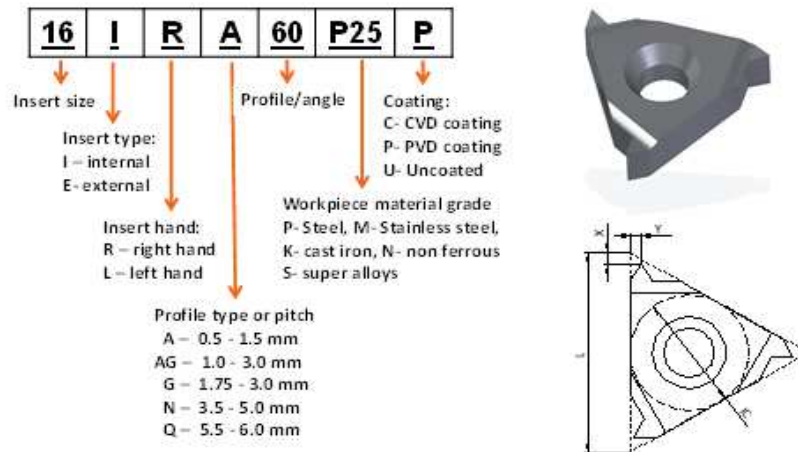 16 I R A 60 P25 P
Insert size
Profile/angle
Coating:
C- CVD coating
P- PVD coating
U- Uncoated
Insert type:
I – internal
E- external
Workpiece material grade
P- Steel, M- Stainless steel,
K- cast iron, N- non ferrous
S- super alloys
Insert hand:
R – right hand
L – left hand
Profile type or pitch
A – 0.5 - 1.5 mm
AG – 1.0 - 3.0 mm
G – 1.75 - 3.0 mm
N – 3.5 - 5.0 mm
Q – 5.5 - 6.0 mm
X
Y
L